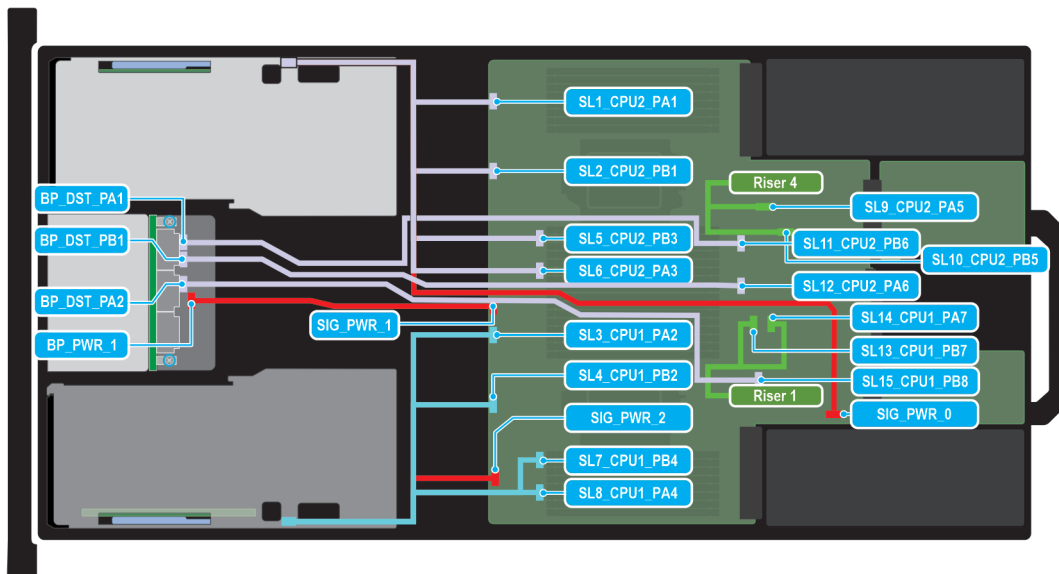 SL1_CPU2_PA1
SL2_CPU2_PB1
Riser 4
BP_DST_PA1
SL9_CPU2_PA5
BP_DST_PB1
SL5_CPU2_PB3
SL11_CPU2_PB6
SL10_CPU2_PB5
SL6_CPU2_PA3
SL12_CPU2_PA6
BP_DST_PA2
SIG_PWR_1
SL14_CPU1_PA7
SL3_CPU1_PA2
BP_PWR_1
SL13_CPU1_PB7
SL4_CPU1_PB2
SL15_CPU1_PB8
Riser 1
SIG_PWR_2
SIG_PWR_0
SL7_CPU1_PB4
SL8_CPU1_PA4